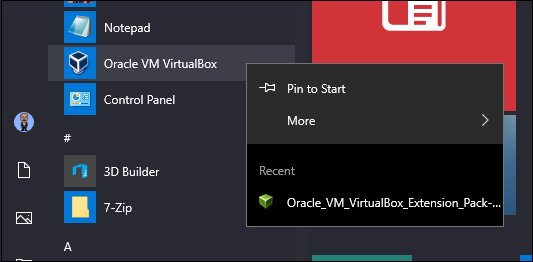 Notepad
Oracle VM VirtualBox
Control Panel
Pin to Start
More
#
Recent
3D Builder
Oracle_VM_VirtualBox_Extension_Pack-...
7-Zip
A